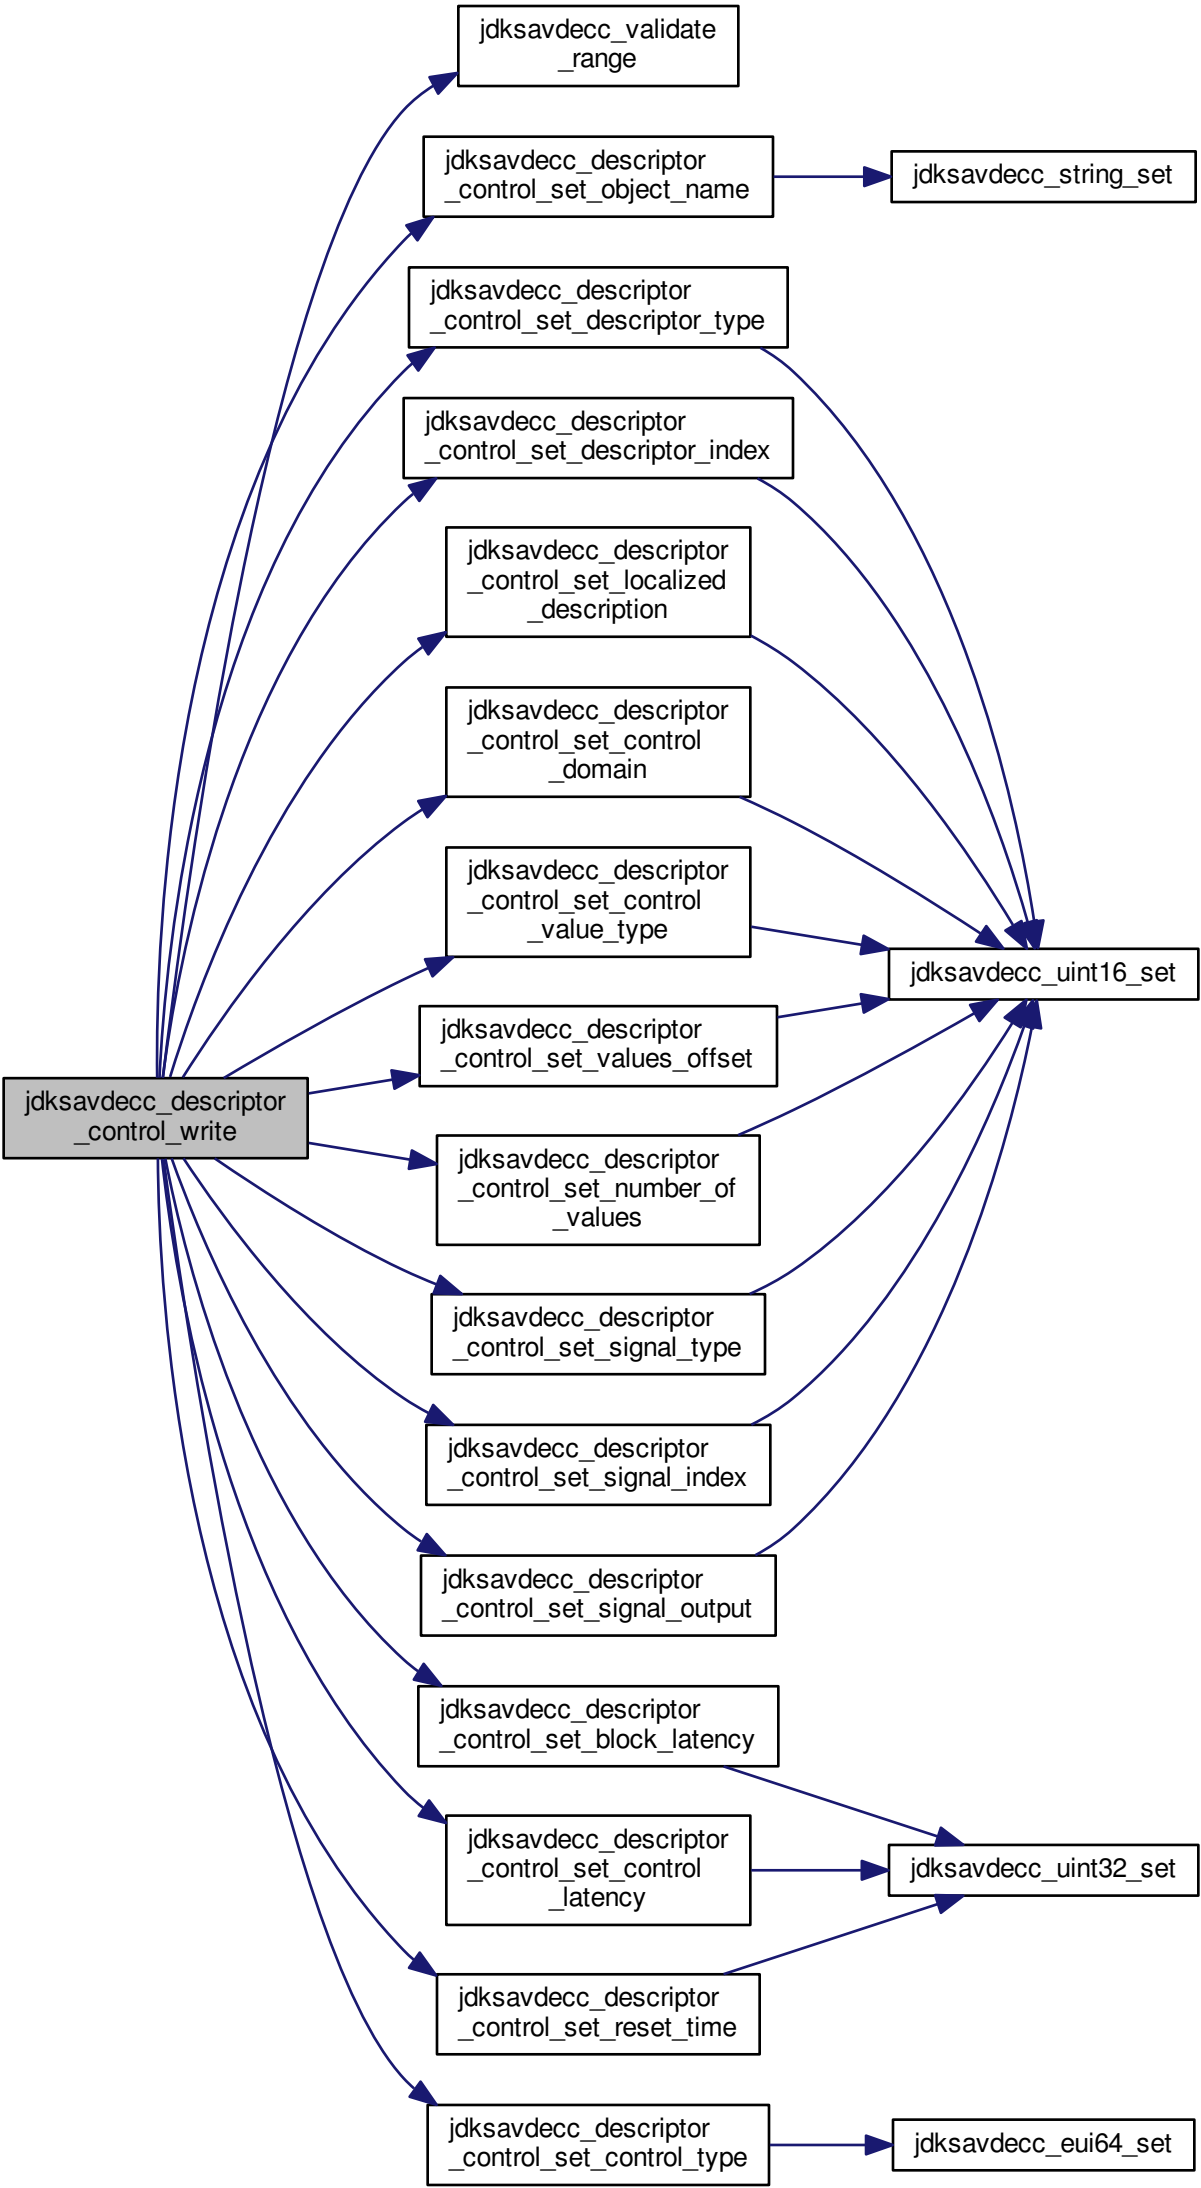 jdksavdecc_validate
_range
jdksavdecc_descriptor
_control_set_object_name
jdksavdecc_string_set
jdksavdecc_descriptor
_control_set_descriptor_type
jdksavdecc_descriptor
_control_set_descriptor_index
jdksavdecc_descriptor
_control_set_localized
_description
jdksavdecc_descriptor
_control_set_control
_domain
jdksavdecc_descriptor
_control_set_control
_value_type
jdksavdecc_uint16_set
jdksavdecc_descriptor
_control_set_values_offset
jdksavdecc_descriptor
_control_write
jdksavdecc_descriptor
_control_set_number_of
_values
jdksavdecc_descriptor
_control_set_signal_type
jdksavdecc_descriptor
_control_set_signal_index
jdksavdecc_descriptor
_control_set_signal_output
jdksavdecc_descriptor
_control_set_block_latency
jdksavdecc_descriptor
_control_set_control
_latency
jdksavdecc_uint32_set
jdksavdecc_descriptor
_control_set_reset_time
jdksavdecc_descriptor
_control_set_control_type
jdksavdecc_eui64_set